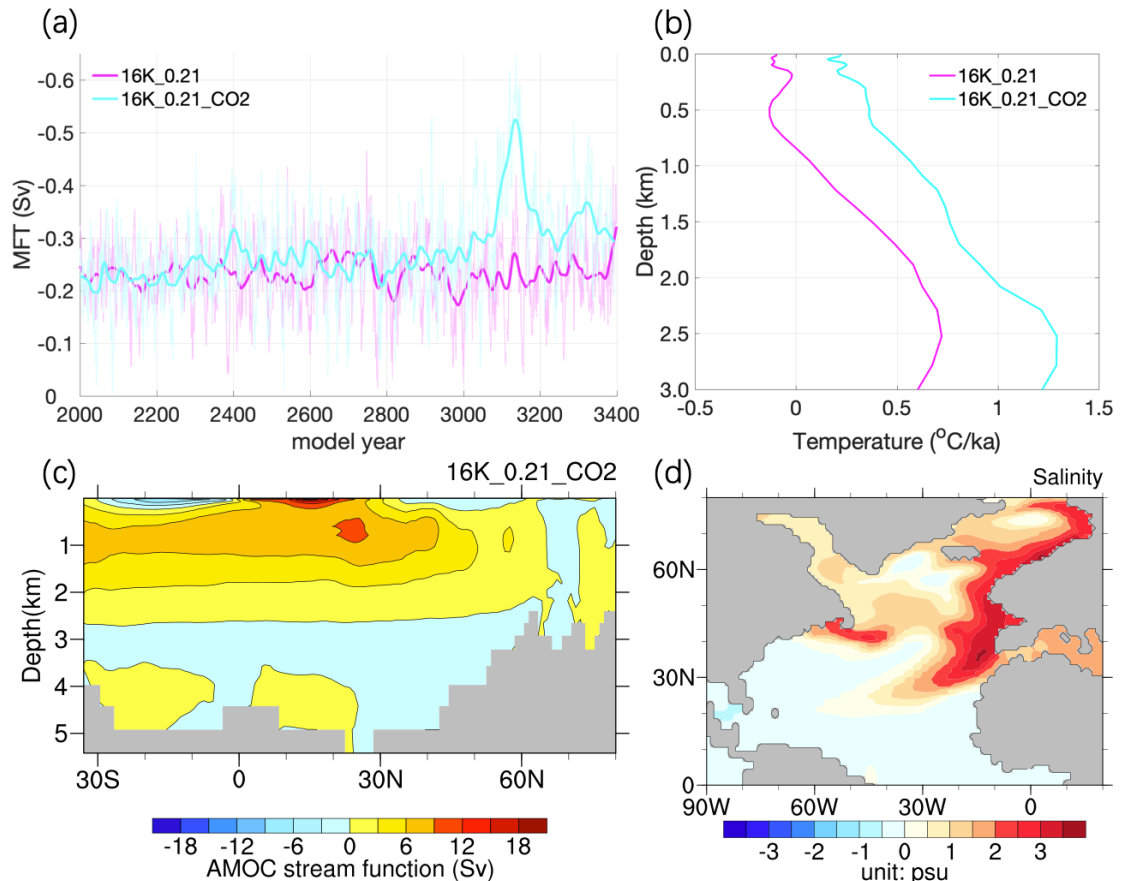 (a)
16K_0.21
16K_0.21_CO2
MFT (Sv)
-0.6
-0.5
-0.4
-0.3
-0.2
-0.1
0
2000 2200 2400 2600 2800 3000 3200 3400
model year
(b)
16K_0.21
16K_0.21_CO2
Depth (km)
0.0
0.5
1.0
1.5
2.0
2.5
3.0
-0.5 0 0.5 1 1.5
Temperature (°C/ka)
(c)
16K_0.21_CO2
Depth(km)
1
2
3
4
5
30S 0 30N 60N
-18 -12 -6 0 6 12 18
AMOC stream function (Sv)
(d)
Salinity
60N
30N
0
90W 60W 30W 0
-3 -2 -1 0 1 2 3
unit: psu